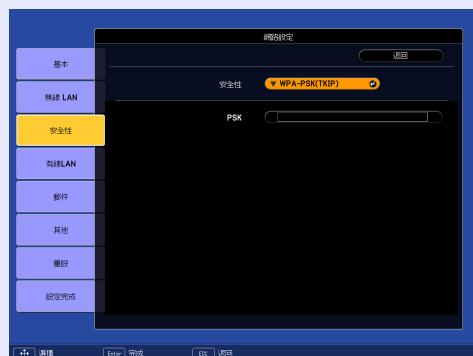 網路設定
返回
基本
無線 LAN
安全性
有線LAN
郵件
其他
重設
設定完成
安全性 ▼ WPA-PSK(TKIP)
PSK
選擇 Enter 完成 ESC 返回